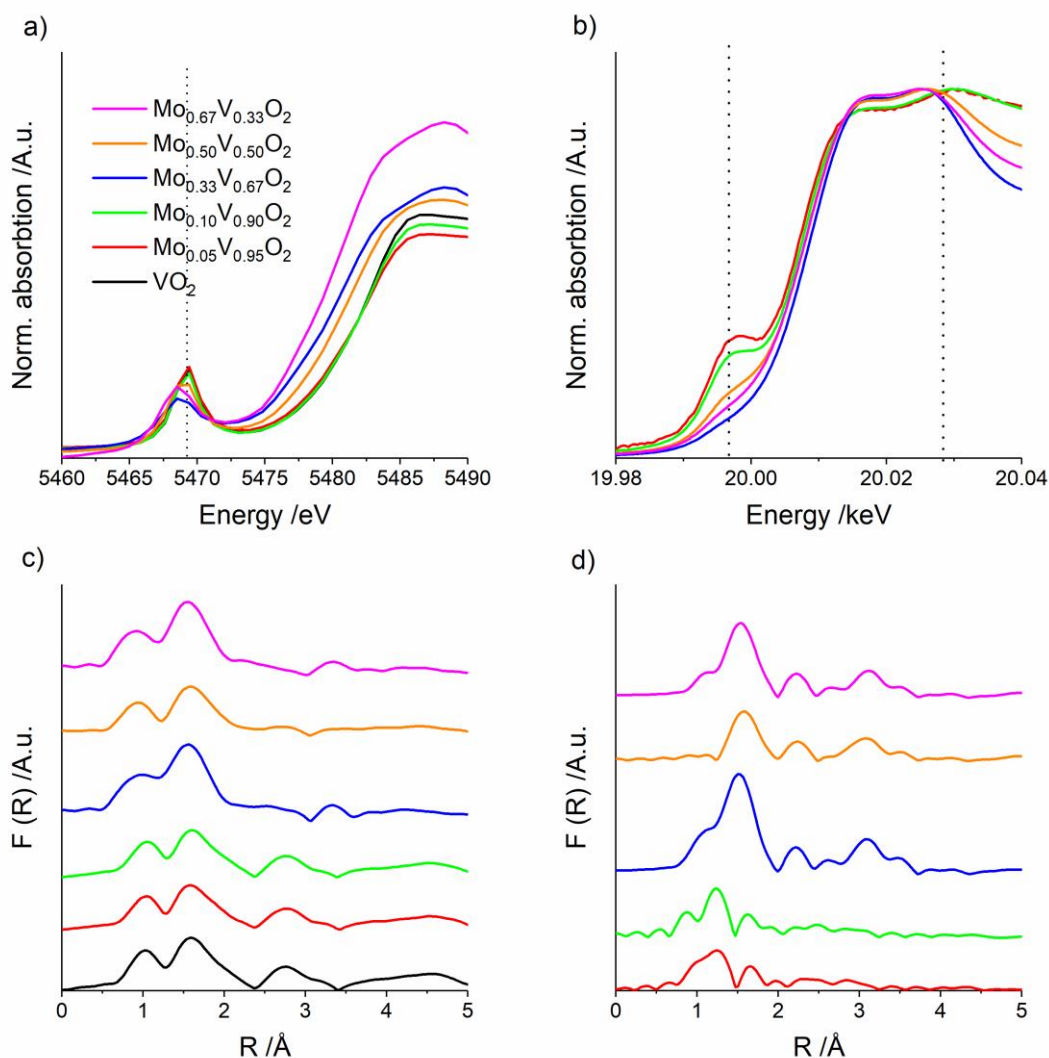 a)
Norm. absorbtion /A.u.
Mo0.67V0.33O2
Mo0.50V0.50O2
Mo0.33V0.67O2
Mo0.10V0.90O2
Mo0.05V0.95O2
VO2
5460 5465 5470 5475 5480 5485 5490
Energy /eV
b)
Norm. absorbtion /A.u.
19.98 20.00 20.02 20.04
Energy /keV
c)
F (R) /A.u.
0 1 2 3 4 5
R /Å
d)
F (R) /A.u.
0 1 2 3 4 5
R /Å